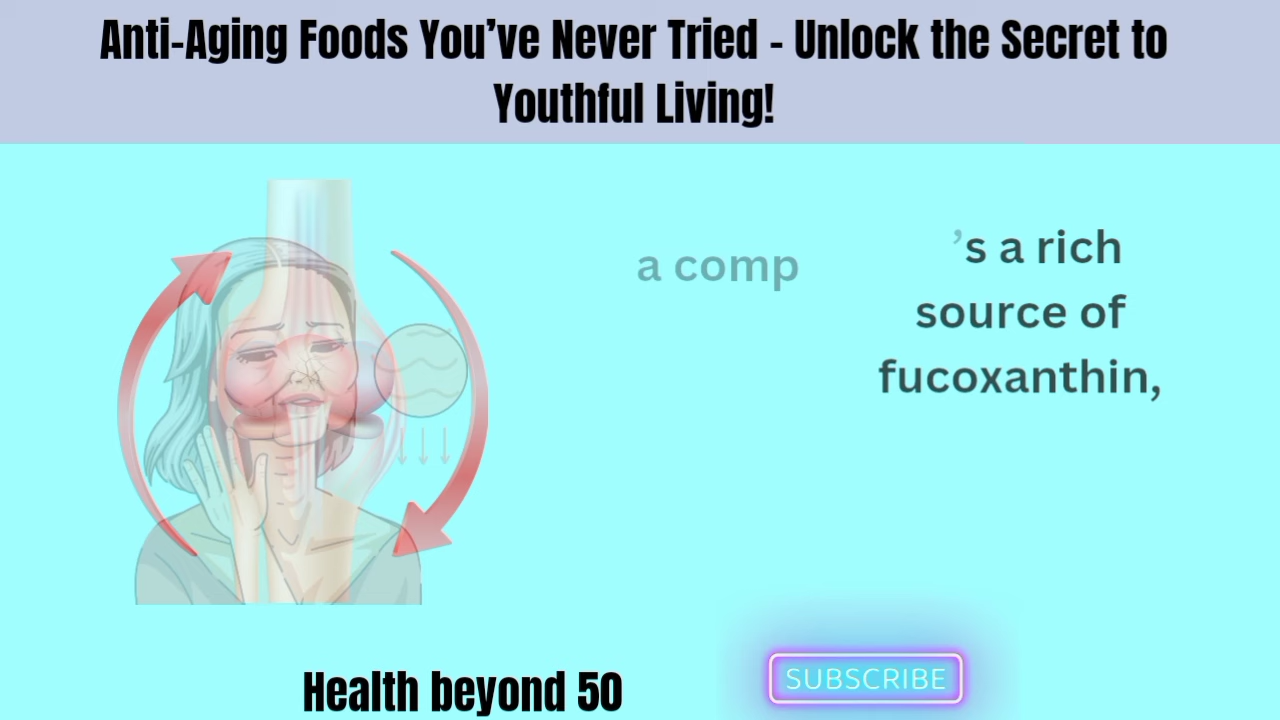 Anti-Aging Foods You’ve Never Tried - Unlock the Secret to
Youthful Living!
a comp
’s a rich
source of
fucoxanthin,
Health beyond 50
SUBSCRIBE